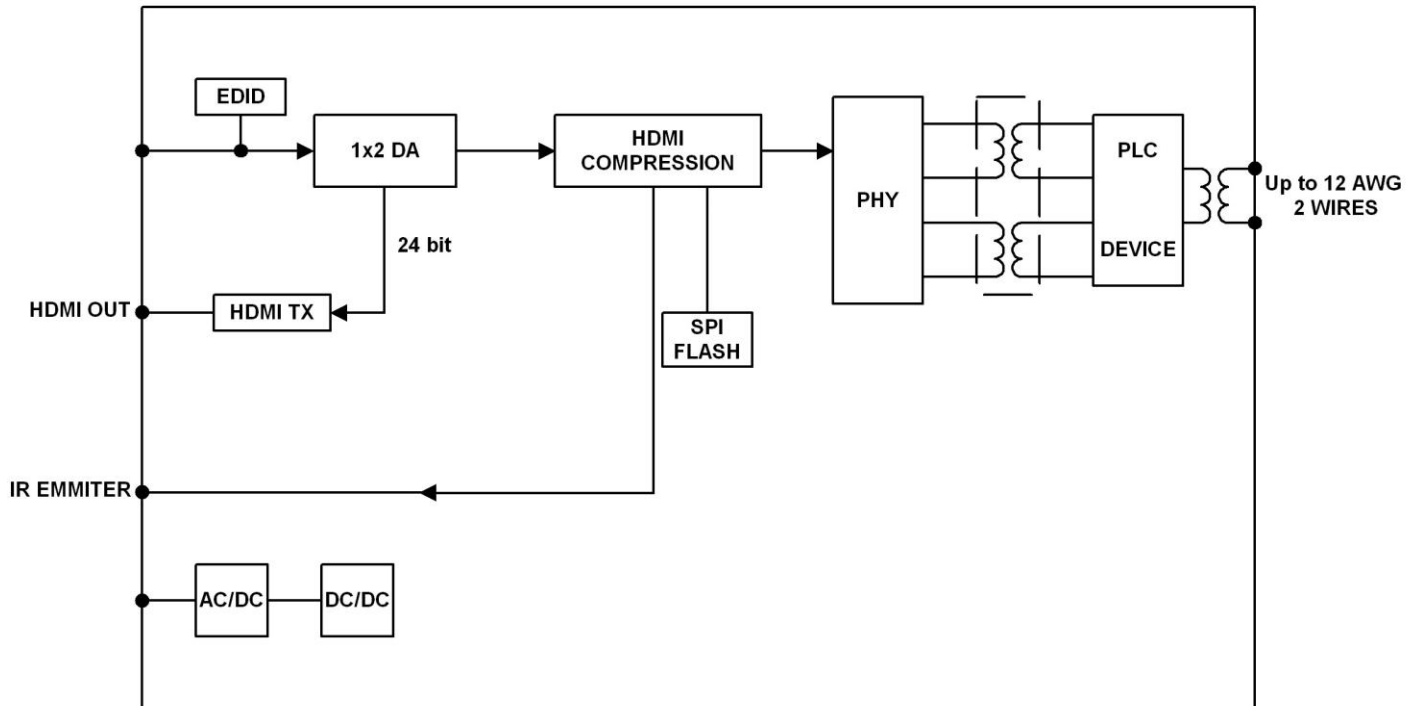 EDID
1x2 DA
HDMI
COMPRESSION
PHY
PLC
DEVICE
Up to 12 AWG
2 WIRES
24 bit
HDMI OUT
HDMI TX
SPI
FLASH
IR EMMITER
AC/DC
DC/DC